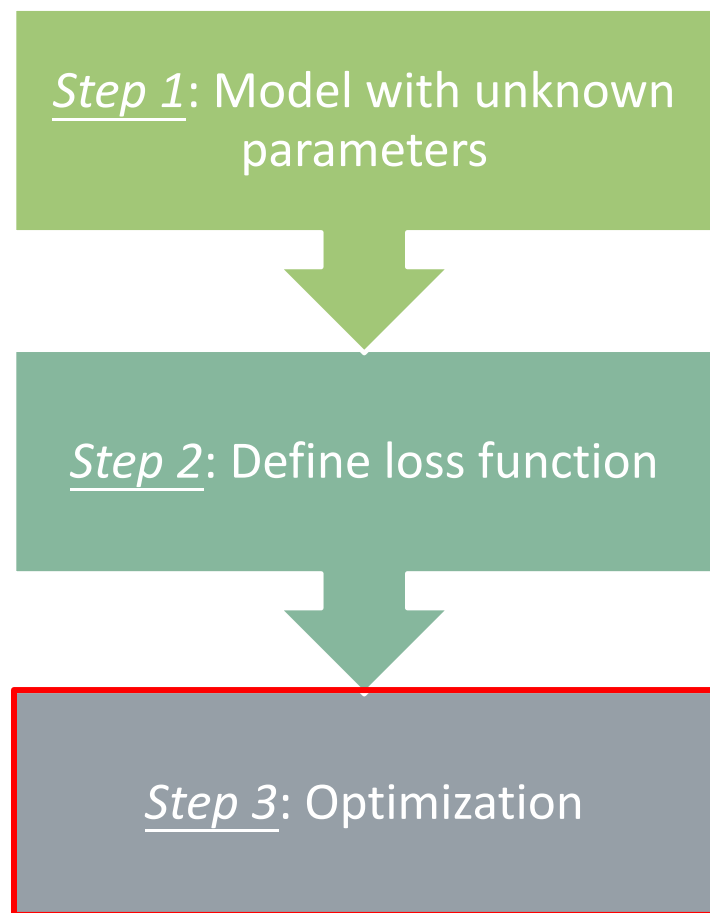 Step 1: Model with unknown
parameters
Step 2: Define loss function
Step 3: Optimization